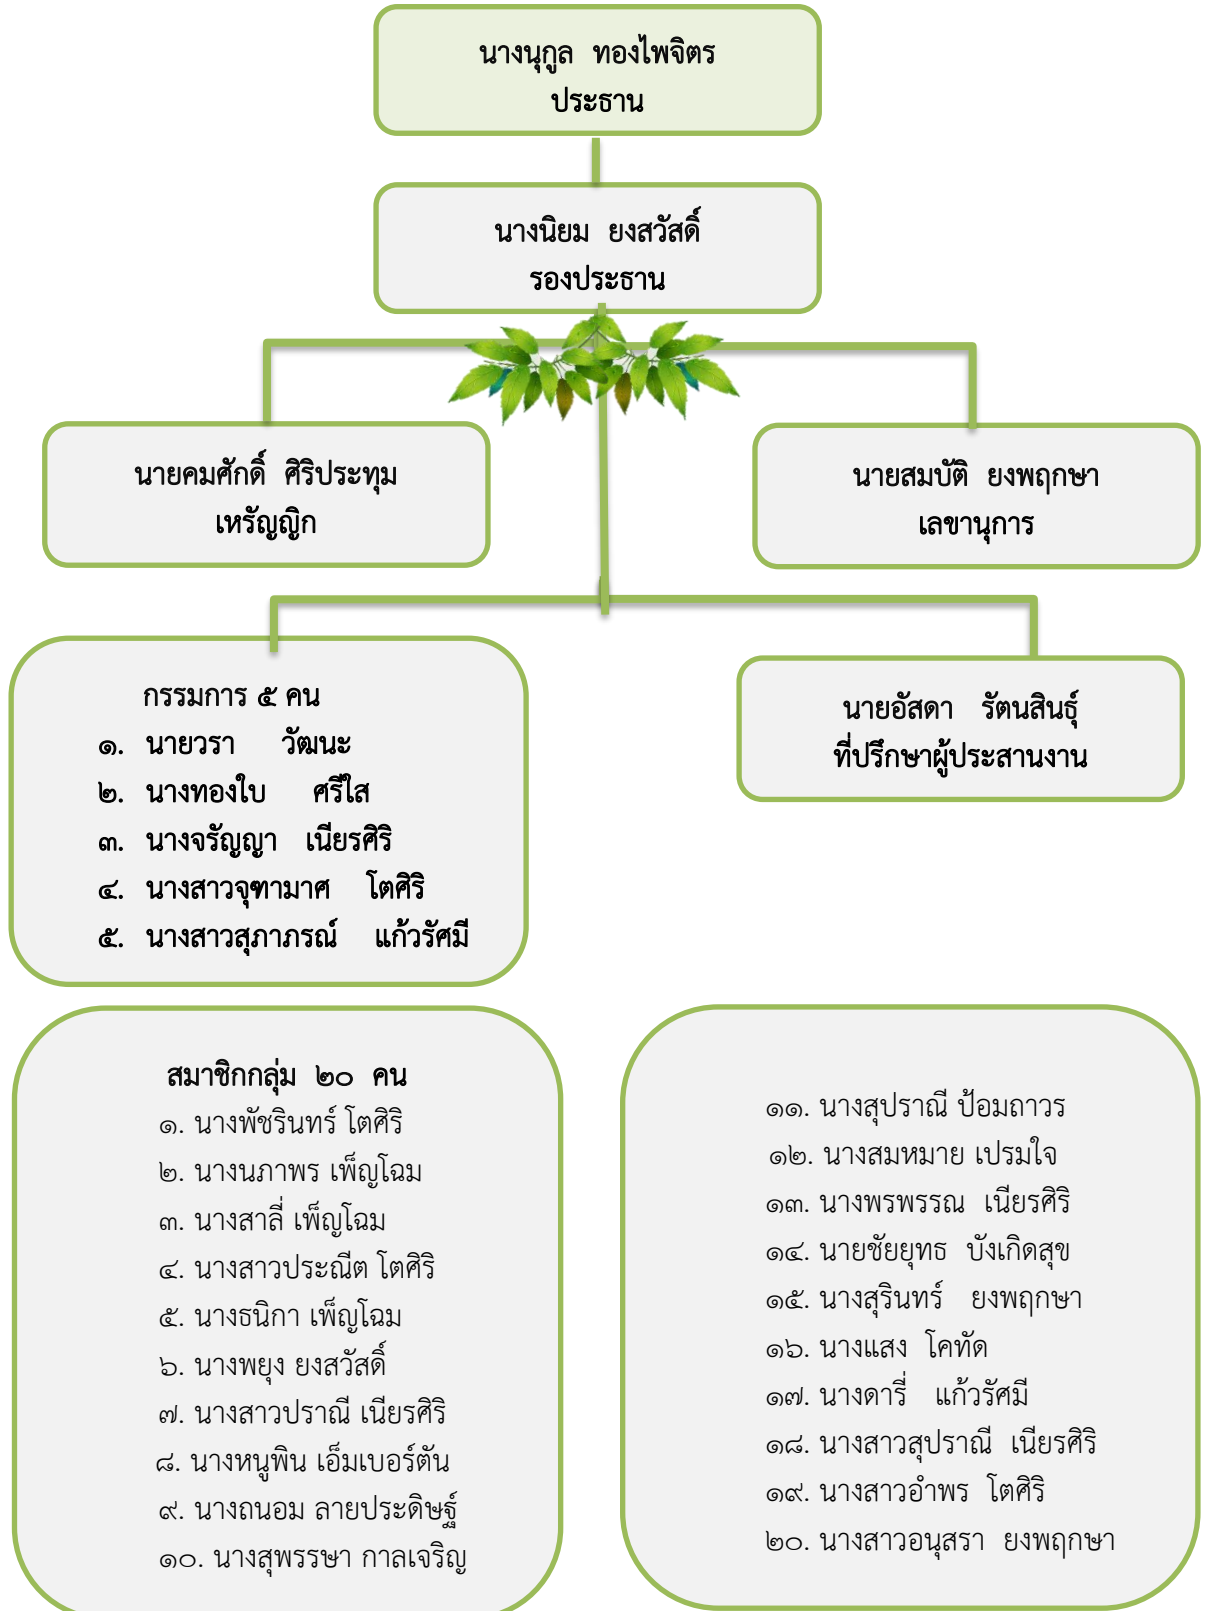 นางนุกูล ทองไพจิตร
ประธาน
นางนิยม ยงสวัสดิ์
รองประธาน
นายคมศักดิ์ ศิริประทุม
เหรัญญิก
นายสมบัติ ยงพฤกษา
เลขานุการ
กรรมการ ๕ คน
๑. นายวรา วัฒนะ
๒. นางทองใบ ศรีใส
๓. นางจรัญญา เนียรศิริ
๔. นางสาวจุฑามาศ โตศิริ
๕. นางสาวสุภาภรณ์ แก้วรัศมี
นายอัสดา รัตนสินธุ์
ที่ปรึกษาผู้ประสานงาน
สมาชิกกลุ่ม ๒๐ คน
๑. นางพัชรินทร์ โตศิริ
๒. นางนภาพร เพ็ญโฉม
๓. นางสาลี่ เพ็ญโฉม
๔. นางสาวประณีต โตศิริ
๕. นางธนิกา เพ็ญโฉม
๖. นางพยุง ยงสวัสดิ์
๗. นางสาวปราณี เนียรศิริ
๘. นางหนูพิน เอ็มเบอร์ตัน
๙. นางถนอม ลายประดิษฐ์
๑๐. นางสุพรรษา กาลเจริญ
๑๑. นางสุปราณี ป้อมถาวร
๑๒. นางสมหมาย เปรมใจ
๑๓. นางพรพรรณ เนียรศิริ
๑๔. นายชัยยุทธ บังเกิดสุข
๑๕. นางสุรินทร์ ยงพฤกษา
๑๖. นางแสง โคทัด
๑๗. นางดารี่ แก้วรัศมี
๑๘. นางสาวสุปราณี เนียรศิริ
๑๙. นางสาวอำพร โตศิริ
๒๐. นางสาวอนุสรา ยงพฤกษา